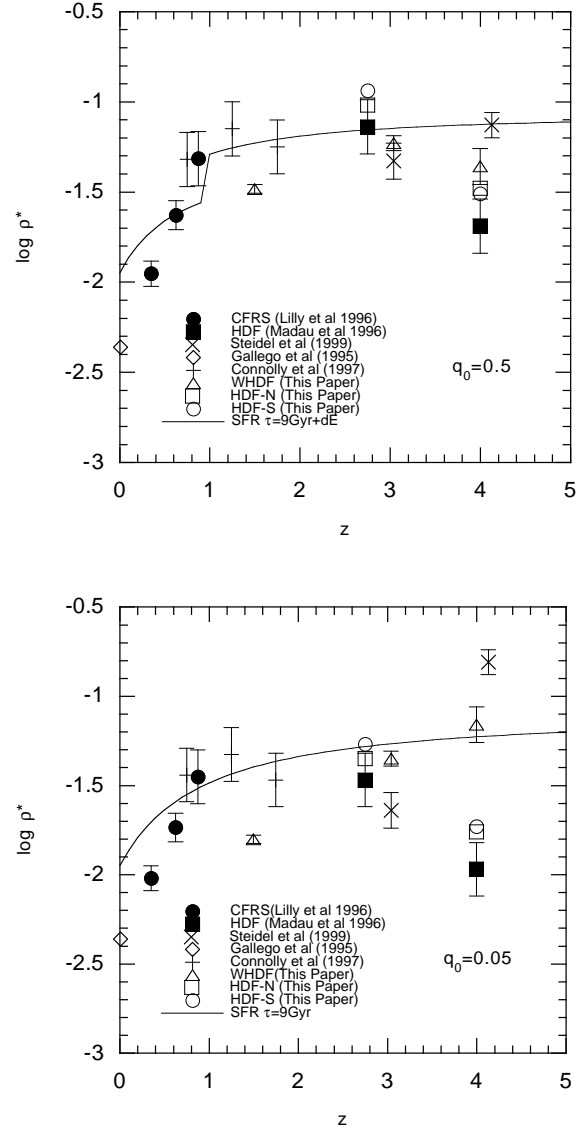 -0.5
-1
-1.5
-2
-2.5
-3
log ρ*
CFRS (Lilly et al 1996)
HDF (Madau et al 1996)
Steidel et al (1999)
Gallego et al (1995)
Connolly et al (1997)
WHDF (This Paper)
HDF-N (This Paper)
HDF-S (This Paper)
SFR τ=9Gyr+dE
q₀=0.5
0 1 2 3 4 5
z
-0.5
-1
-1.5
-2
-2.5
-3
log ρ*
CFRS(Lilly et al 1996)
HDF (Madau et al 1996)
Steidel et al (1999)
Gallego et al (1995)
Connolly et al (1997)
WHDF(This Paper)
HDF-N (This Paper)
HDF-S (This Paper)
SFR τ=9Gyr
q₀=0.05
0 1 2 3 4 5
z